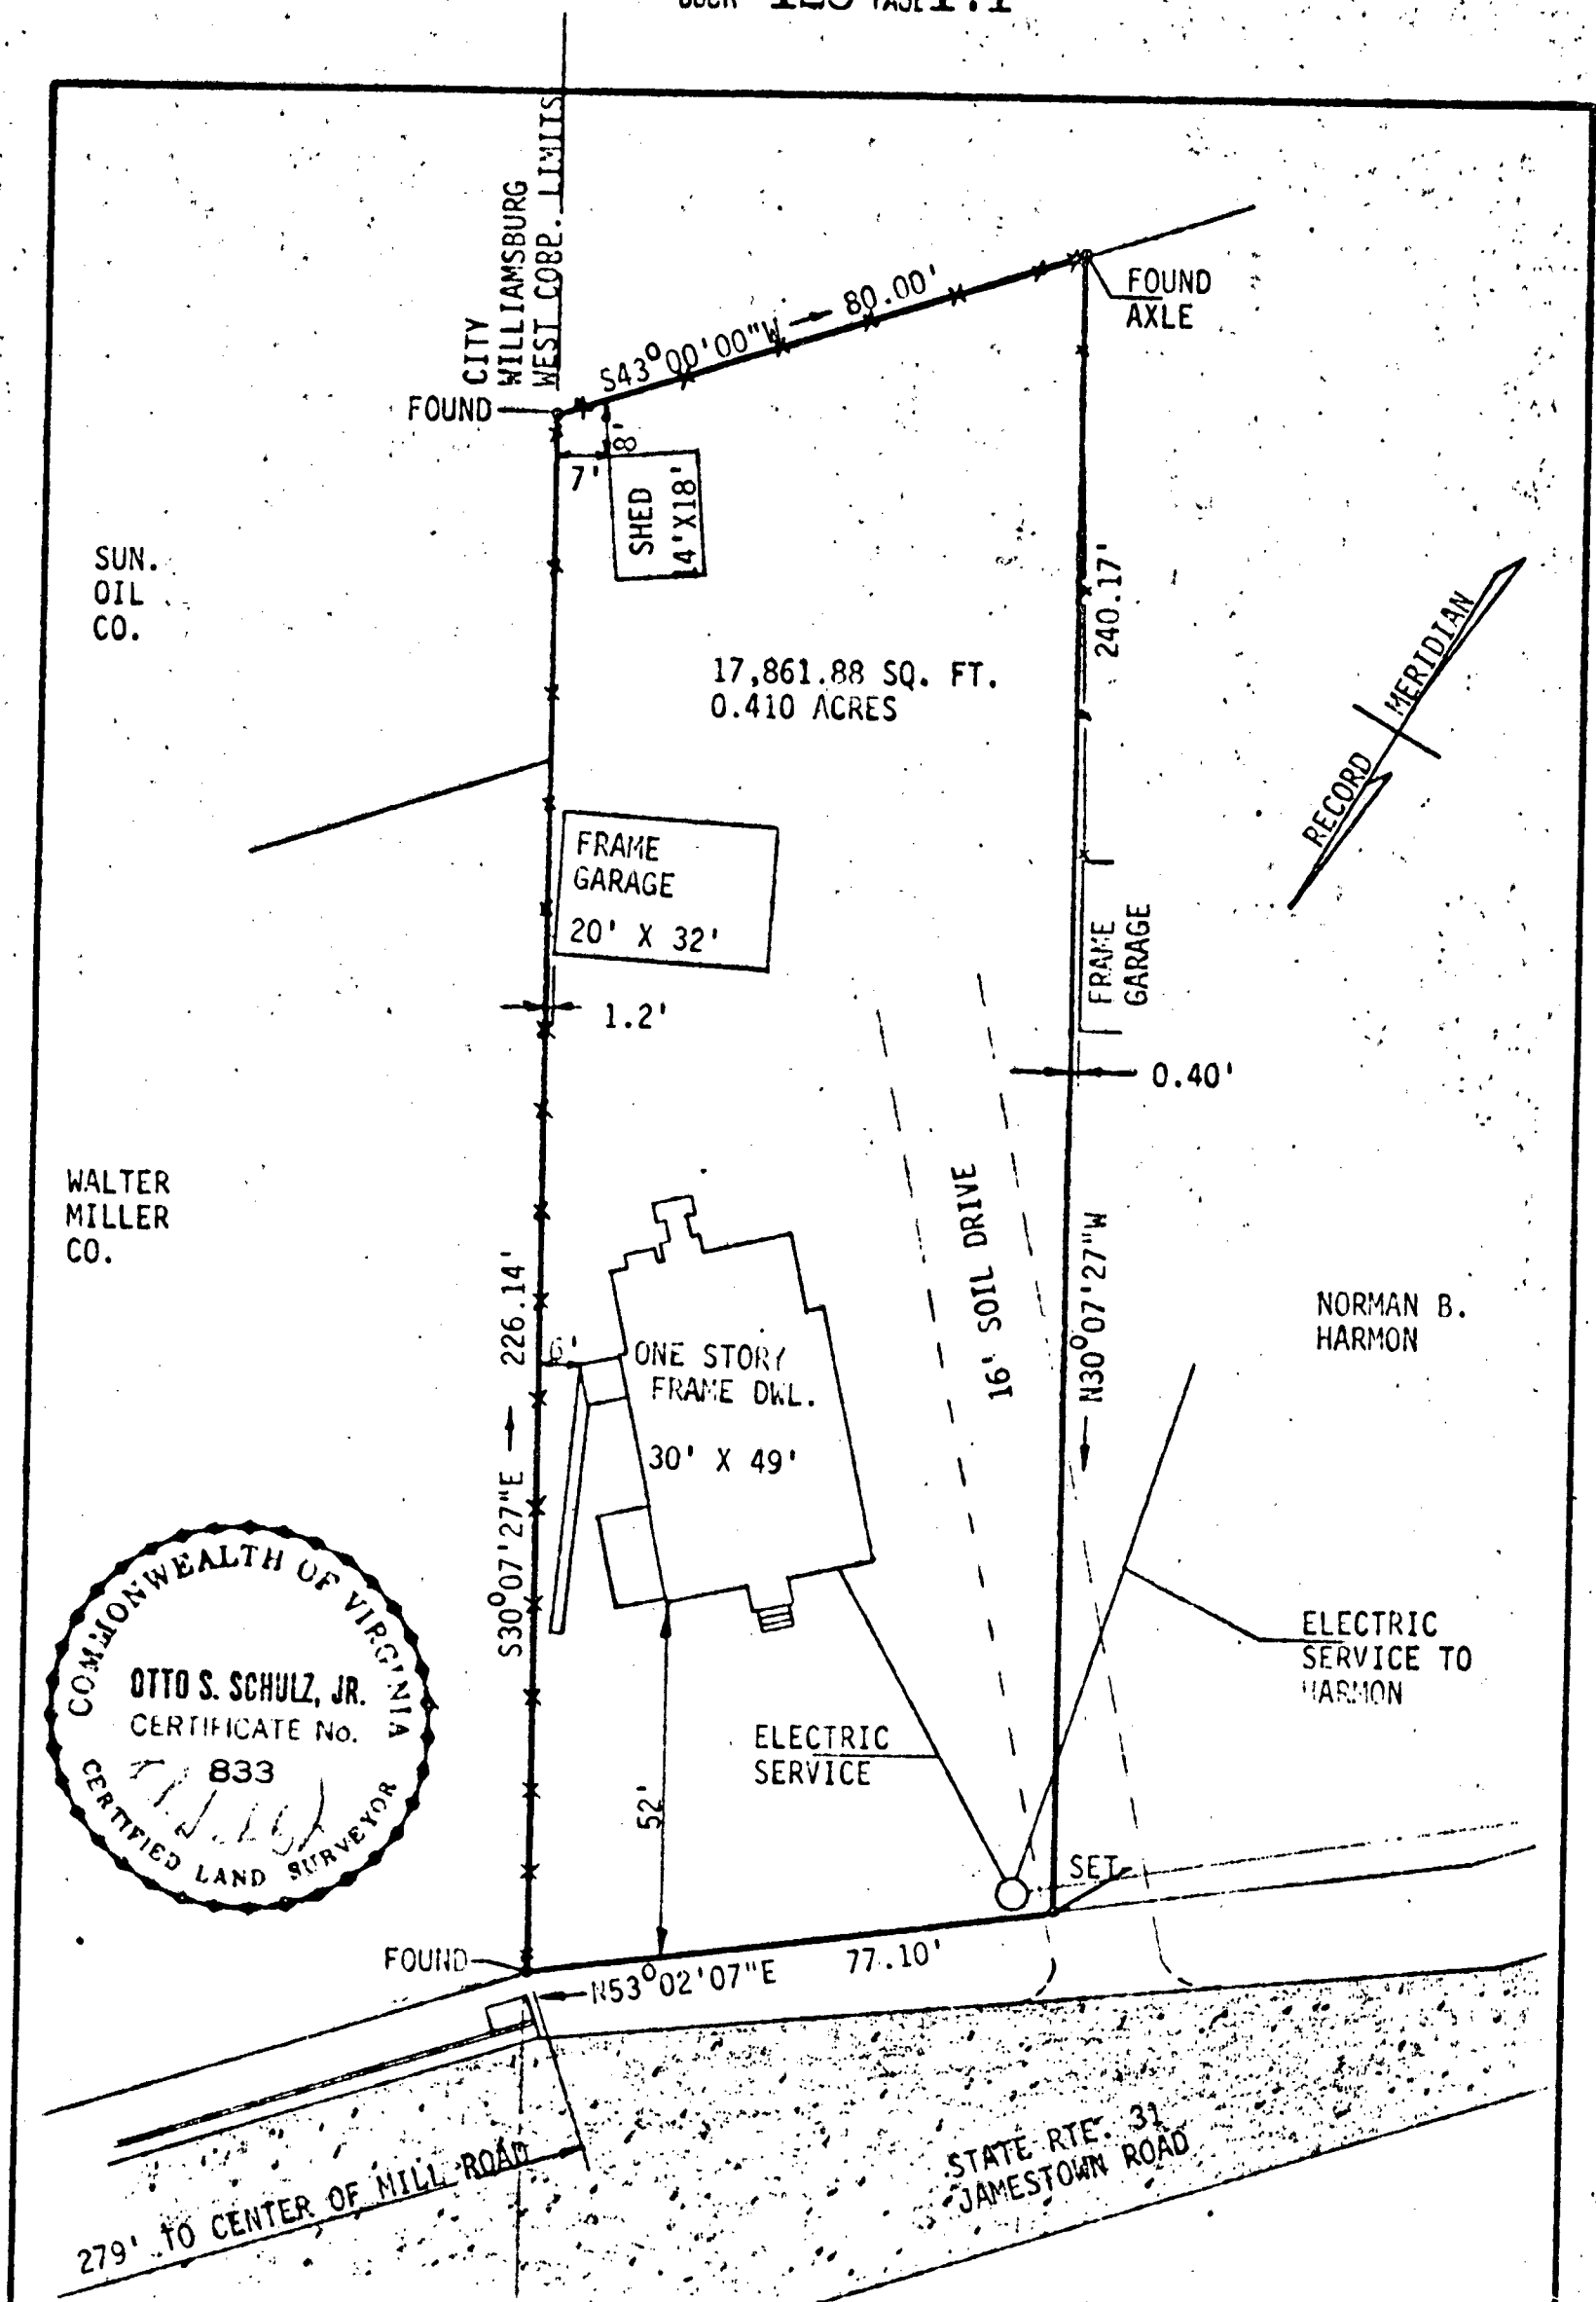 CITY
WILLIAMSBURG
WEST CORP. LIMITS
S43°00'00"W 80.00'
FOUND
AXLE
FOUND
8'
7'
SHED
14'X18'
SUN.
OIL
CO.
240.17'
17,861.88 SQ. FT.
0.410 ACRES
RECORD MERIDIAN
FRAME
GARAGE
20' X 32'
FRAME
GARAGE
1.2'
0.40'
WALTER
MILLER
CO.
16' SOIL DRIVE
N30°07'27"W
NORMAN B.
HARMON
S30°07'27"E 226.14'
6'
ONE STORY
FRAME DWL.
30' X 49'
COMMONWEALTH OF VIRGINIA
OTTO S. SCHULZ, JR.
CERTIFICATE No.
833
CERTIFIED LAND SURVEYOR
ELECTRIC
SERVICE TO
HARMON
ELECTRIC
SERVICE
52'
SET
FOUND
N53°02'07"E 77.10'
279' TO CENTER OF MILL ROAD
STATE RTE. 31
JAMESTOWN ROAD